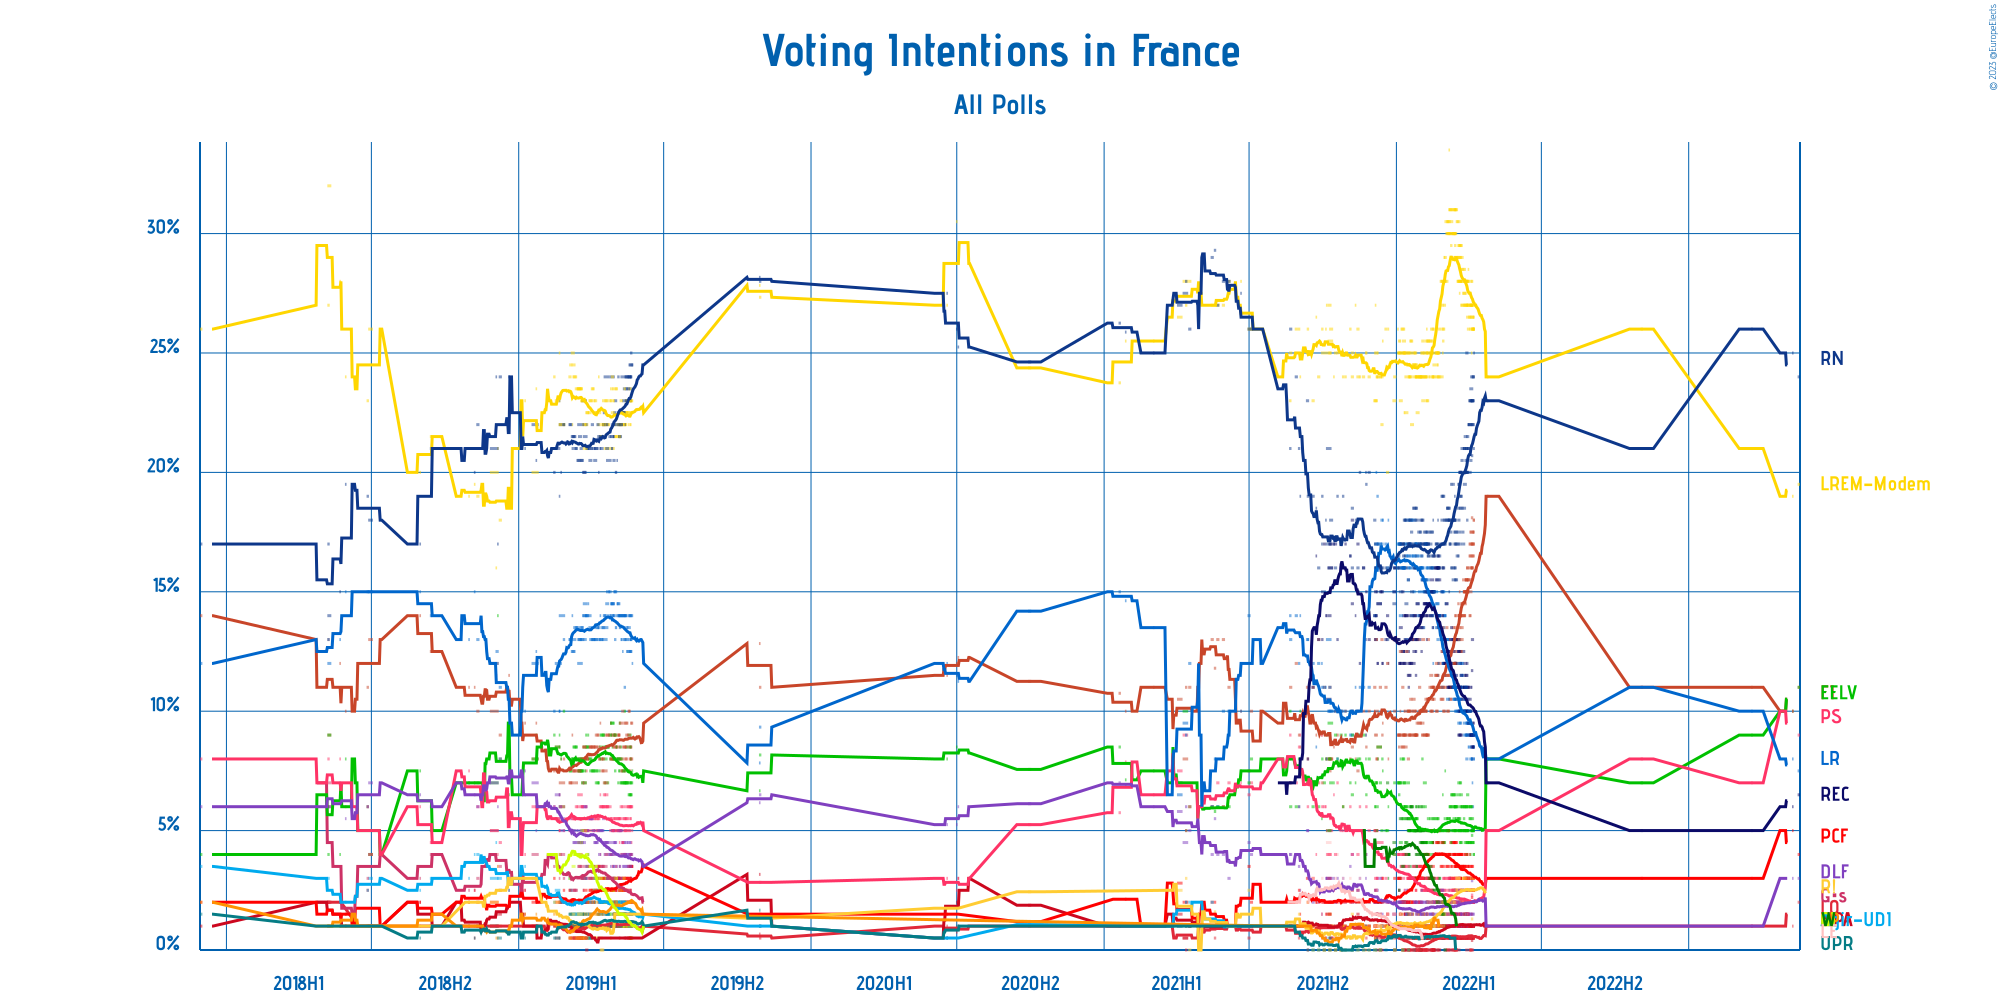 Voting Intentions in France
All Polls
© 2023 @EuropeElects
30%
25%
20%
15%
10%
5%
0%
RN
LREM-Modem
EELV
PS
LR
REC
PCF
DLF
G.s
UPR
2018H1
2018H2
2019H1
2019H2
2020H1
2020H2
2021H1
2021H2
2022H1
2022H2